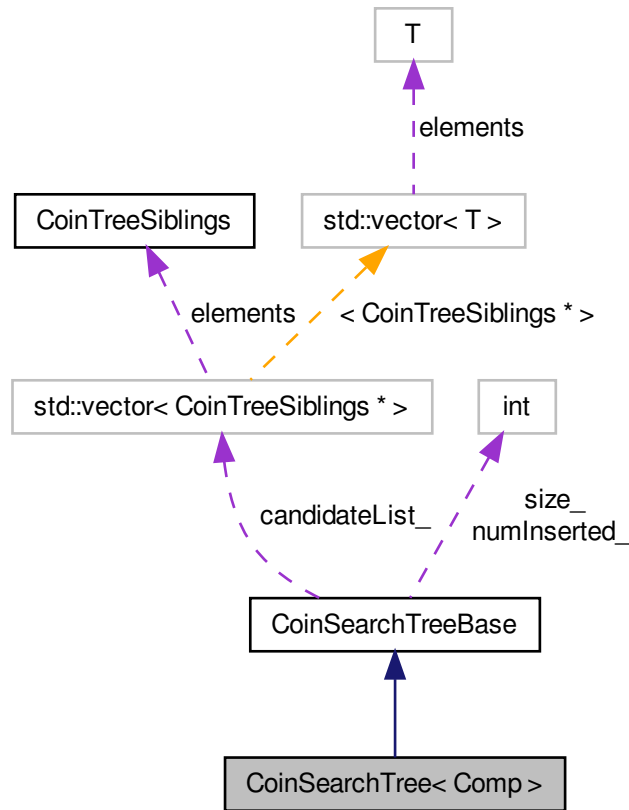 T
elements
CoinTreeSiblings
std::vector< T >
elements
< CoinTreeSiblings * >
std::vector< CoinTreeSiblings * >
int
candidateList_
size_
numInserted_
CoinSearchTreeBase
CoinSearchTree< Comp >